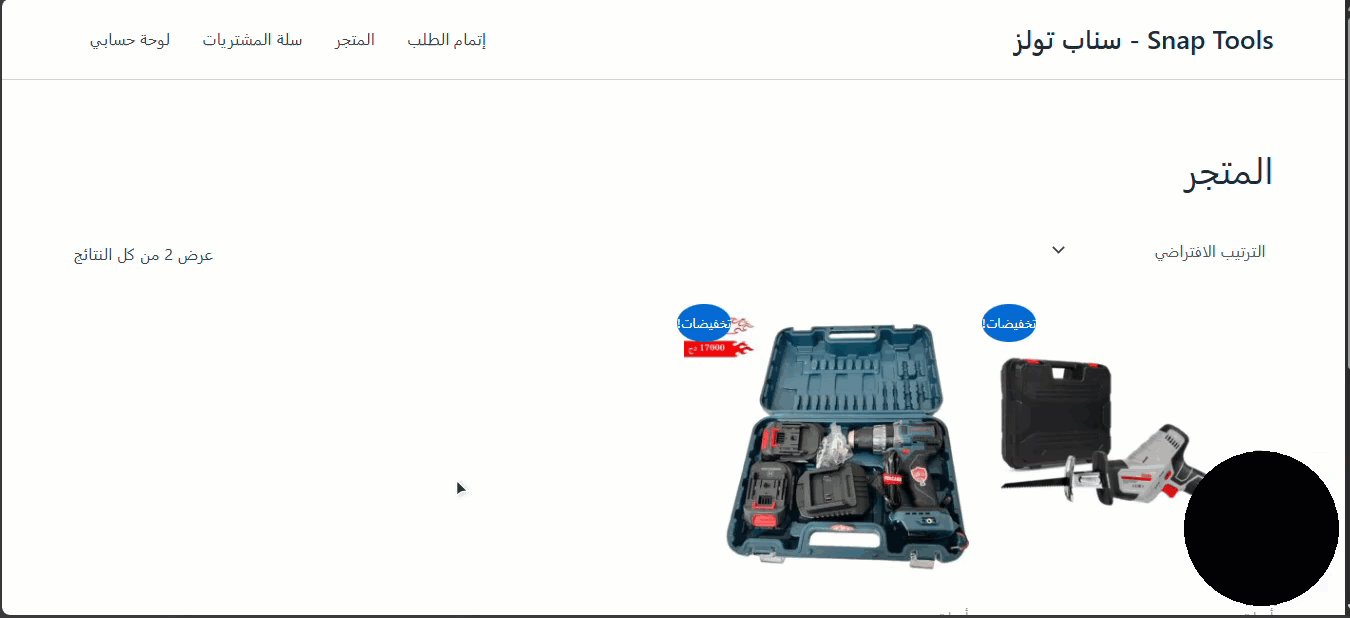 Snap Tools - سناب تولز
إتمام الطلب
المتجر
سلة المشتريات
لوحة حسابي
المتجر
الترتيب الافتراضي
عرض 2 من كل النتائج
تخفيضات!
تخفيضات!
17000 دج